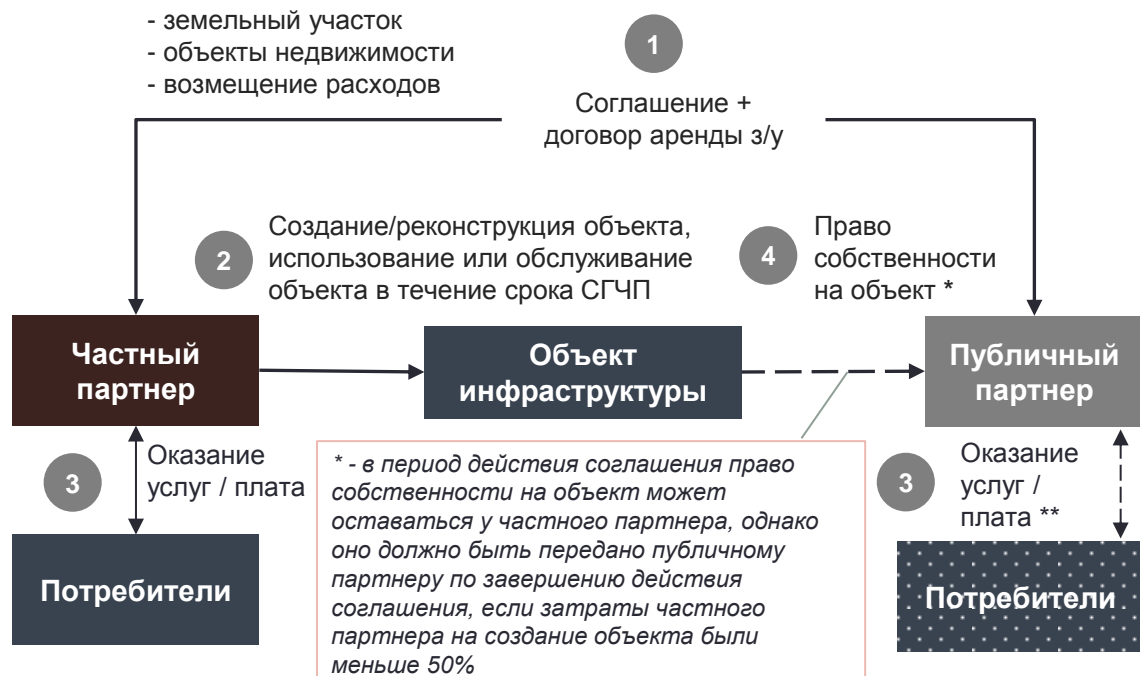 - земельный участок
- объекты недвижимости
- возмещение расходов
1
Соглашение +
договор аренды з/у
2
Создание/реконструкция объекта,
использование или обслуживание
объекта в течение срока СГЧП
4
Право
собственности
на объект *
Частный
партнер
Объект
инфраструктуры
Публичный
партнер
3
Оказание
услуг / плата
* - в период действия соглашения право
собственности на объект может
оставаться у частного партнера, однако
оно должно быть передано публичному
партнеру по завершению действия
соглашения, если затраты частного
партнера на создание объекта были
меньше 50%
3
Оказание
услуг /
плата **
Потребители
Потребители